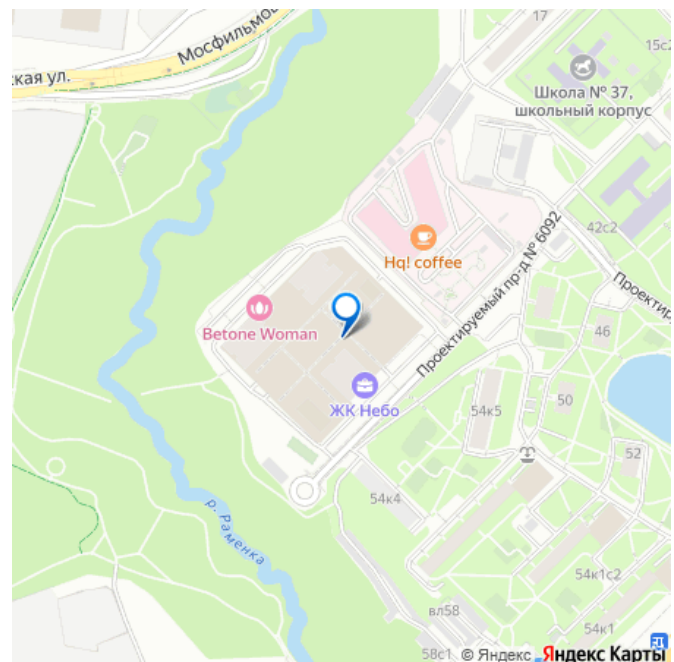 17
Мосфильмо
15с2
ская ул.
Школа № 37,
школьный корпус
42с2
Hq! coffee
Проектируемый пр-д № 6092
Проектир
Betone Woman
46
ЖК Небо
54к5
50
52
54к4
р. Раменка
54к1с2
вл58
54к1
58с1
© Яндекс Яндекс Карты